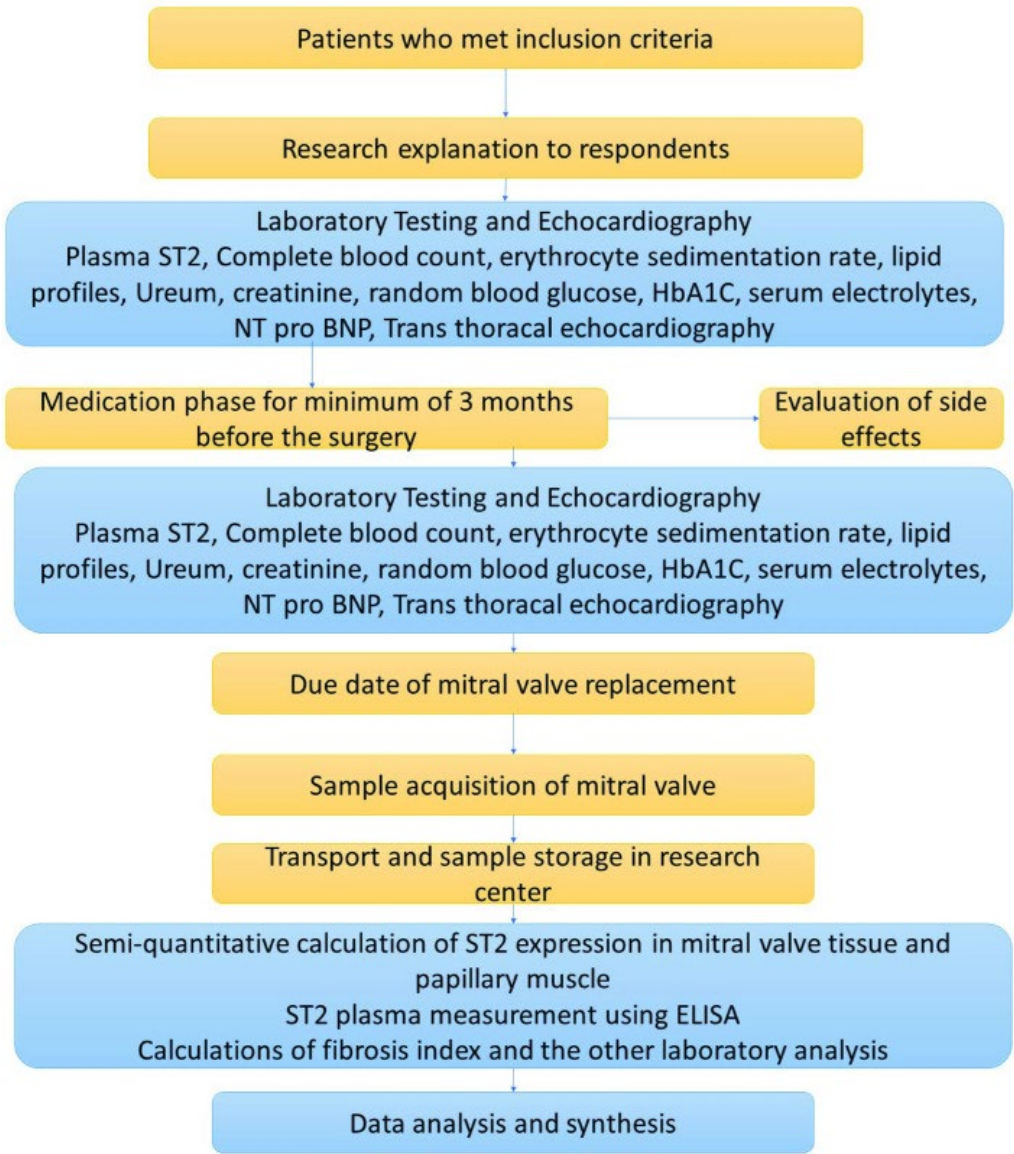 Patients who met inclusion criteria
Research explanation to respondents
Laboratory Testing and Echocardiography
Plasma ST2, Complete blood count, erythrocyte sedimentation rate, lipid
profiles, Ureum, creatinine, random blood glucose, HbA1C, serum electrolytes,
NT pro BNP, Trans thoracal echocardiography
Medication phase for minimum of 3 months
before the surgery
Evaluation of side
effects
Laboratory Testing and Echocardiography
Plasma ST2, Complete blood count, erythrocyte sedimentation rate, lipid
profiles, Ureum, creatinine, random blood glucose, HbA1C, serum electrolytes,
NT pro BNP, Trans thoracal echocardiography
Due date of mitral valve replacement
Sample acquisition of mitral valve
Transport and sample storage in research
center
Semi-quantitative calculation of ST2 expression in mitral valve tissue and
papillary muscle
ST2 plasma measurement using ELISA
Calculations of fibrosis index and the other laboratory analysis
Data analysis and synthesis